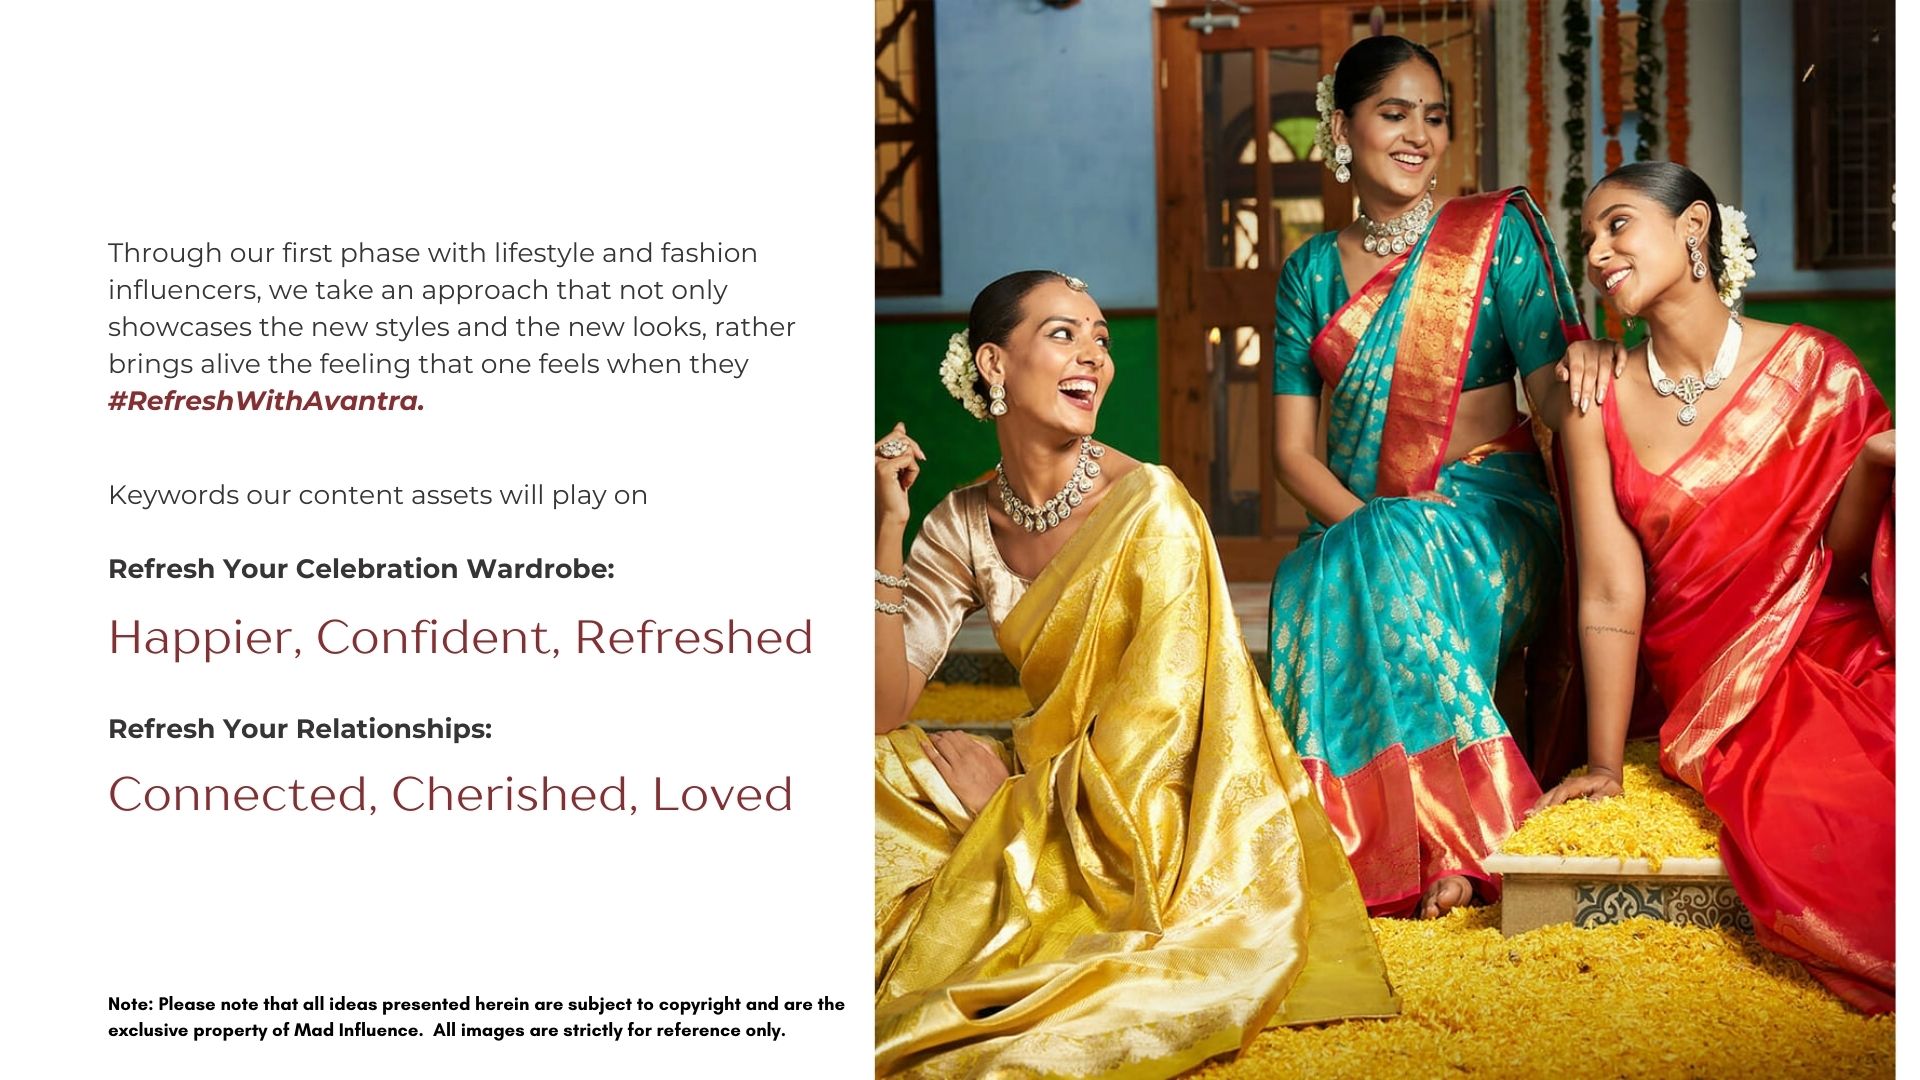 Through our first phase with lifestyle and fashion
influencers, we take an approach that not only
showcases the new styles and the new looks, rather
brings alive the feeling that one feels when they
#RefreshWithAvantra.
Keywords our content assets will play on
Refresh Your Celebration Wardrobe:
Happier, Confident, Refreshed
Refresh Your Relationships:
Connected, Cherished, Loved
Note: Please note that all ideas presented herein are subject to copyright and are the
exclusive property of Mad Influence.  All images are strictly for reference only.